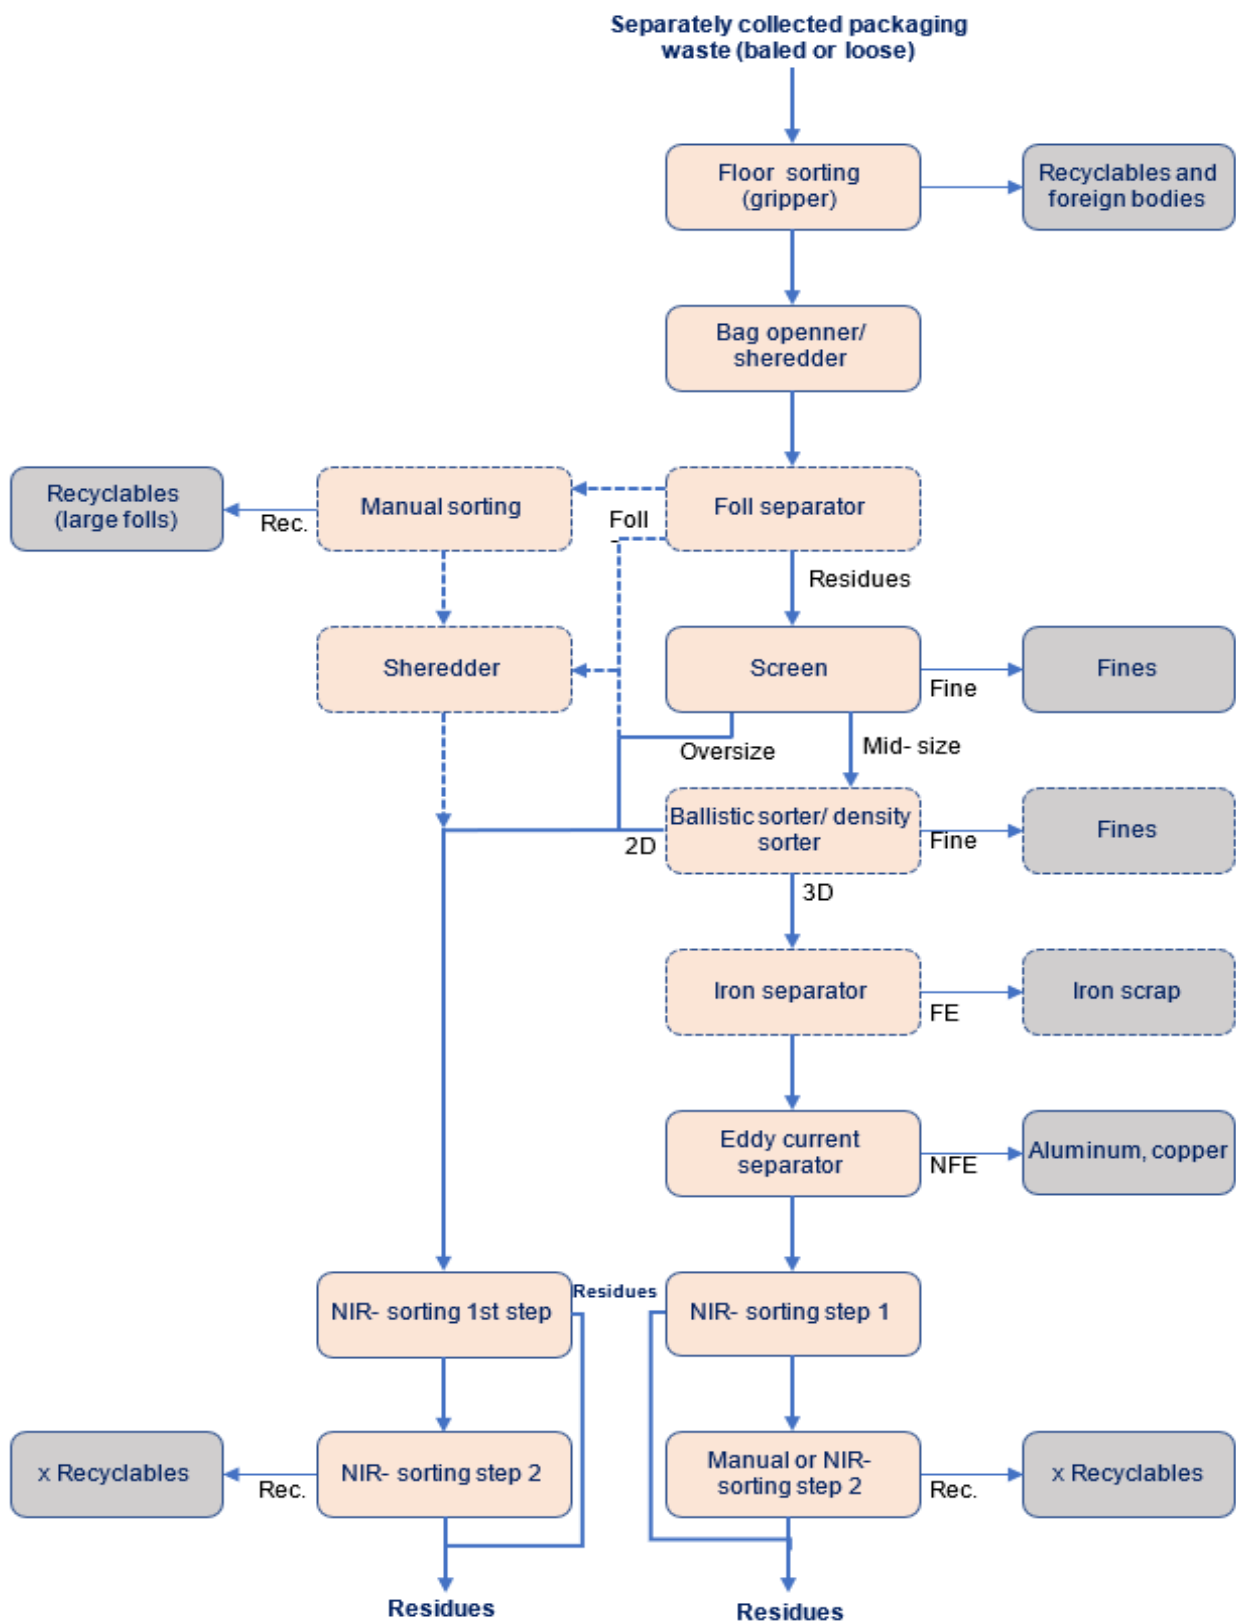 Separately collected packaging
waste (baled or loose)
Floor sorting
(gripper)
Recyclables and
foreign bodies
Bag openner/
sheredder
Recyclables
(large folls)
Rec.
Manual sorting
Foll
-
Foll separator
Residues
Sheredder
Screen
Fine
Fines
Oversize
Mid- size
2D
Ballistic sorter/ density
sorter
Fine
Fines
3D
Iron separator
FE
Iron scrap
Eddy current
separator
NFE
Aluminum, copper
NIR- sorting 1st step
Residues
NIR- sorting step 1
x Recyclables
Rec.
NIR- sorting step 2
Manual or NIR-
sorting step 2
Rec.
x Recyclables
Residues
Residues